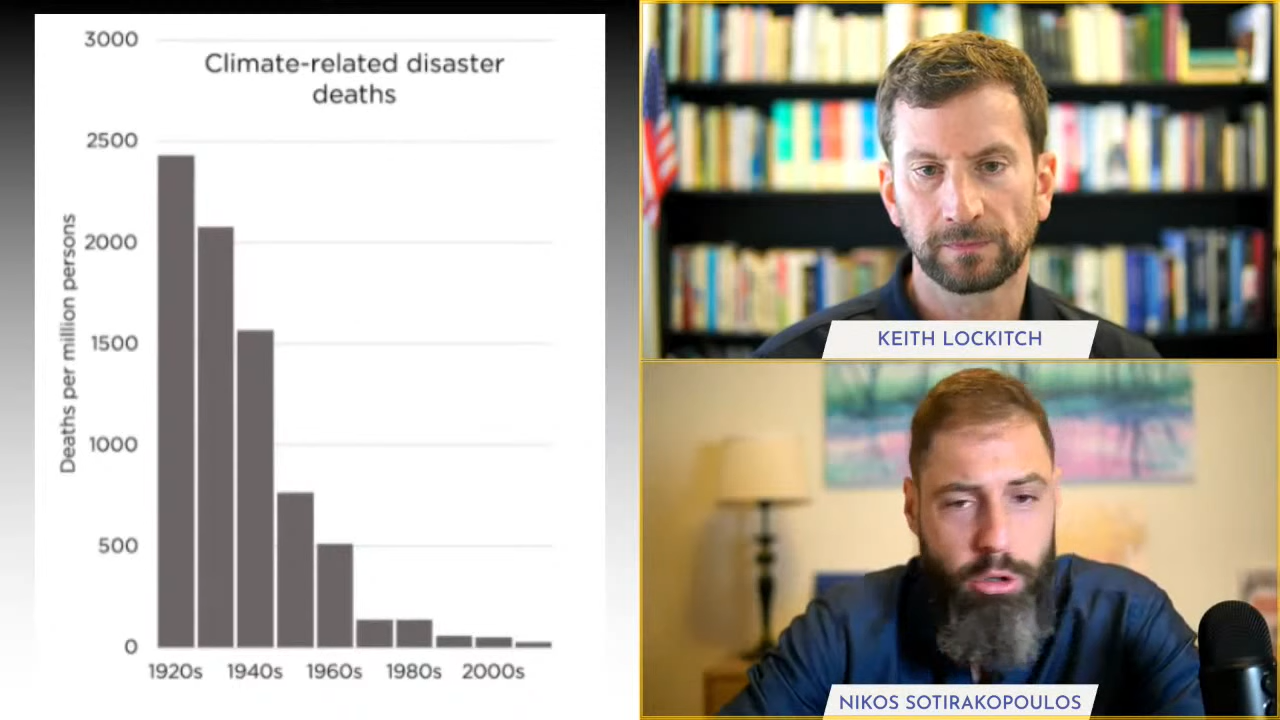 Climate-related disaster
deaths
Deaths per million persons
3000
2500
2000
1500
1000
500
0
1920s 1940s 1960s 1980s 2000s
KEITH LOCKITCH
NIKOS SOTIRAKOPOULOS